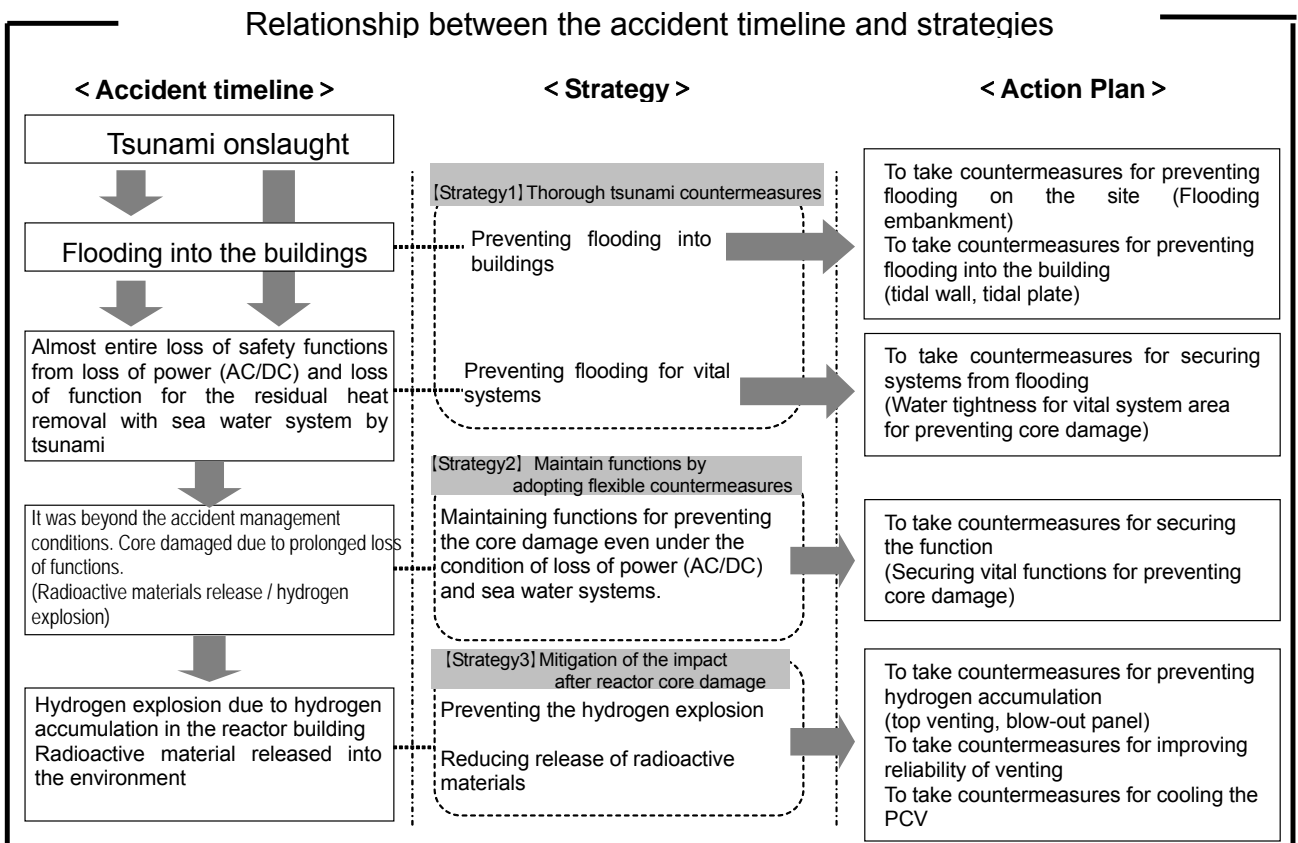 Relationship between the accident timeline and strategies
< Accident timeline >
Tsunami onslaught
Flooding into the buildings
Almost entire loss of safety functions
from loss of power (AC/DC) and loss
of function for the residual heat
removal with sea water system by
tsunami
It was beyond the accident management
conditions. Core damaged due to prolonged loss
of functions.
(Radioactive materials release / hydrogen
explosion)
Hydrogen explosion due to hydrogen
accumulation in the reactor building
Radioactive material released into
the environment
< Strategy >
[Strategy1] Thorough tsunami countermeasures
Preventing flooding into
buildings
Preventing flooding for vital
systems
[Strategy2] Maintain functions by
adopting flexible countermeasures
Maintaining functions for preventing
the core damage even under the
condition of loss of power (AC/DC)
and sea water systems.
[Strategy3] Mitigation of the impact
after reactor core damage
Preventing the hydrogen explosion
Reducing release of radioactive
materials
< Action Plan >
To take countermeasures for preventing
flooding on the site (Flooding
embankment)
To take countermeasures for preventing
flooding into the building
(tidal wall, tidal plate)
To take countermeasures for securing
systems from flooding
(Water tightness for vital system area
for preventing core damage)
To take countermeasures for securing
the function
(Securing vital functions for preventing
core damage)
To take countermeasures for preventing
hydrogen accumulation
(top venting, blow-out panel)
To take countermeasures for improving
reliability of venting
To take countermeasures for cooling the
PCV